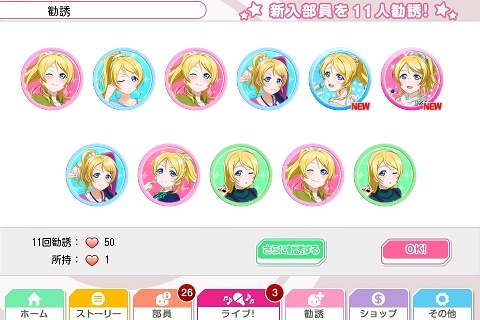 勧誘
新入部員を11人勧誘!
NEW
NEW
11回勧誘: 50
所持: 1
さらに勧誘する
OK!
26
3
ホーム
ストーリー
部員
ライブ!
勧誘
ショップ
その他